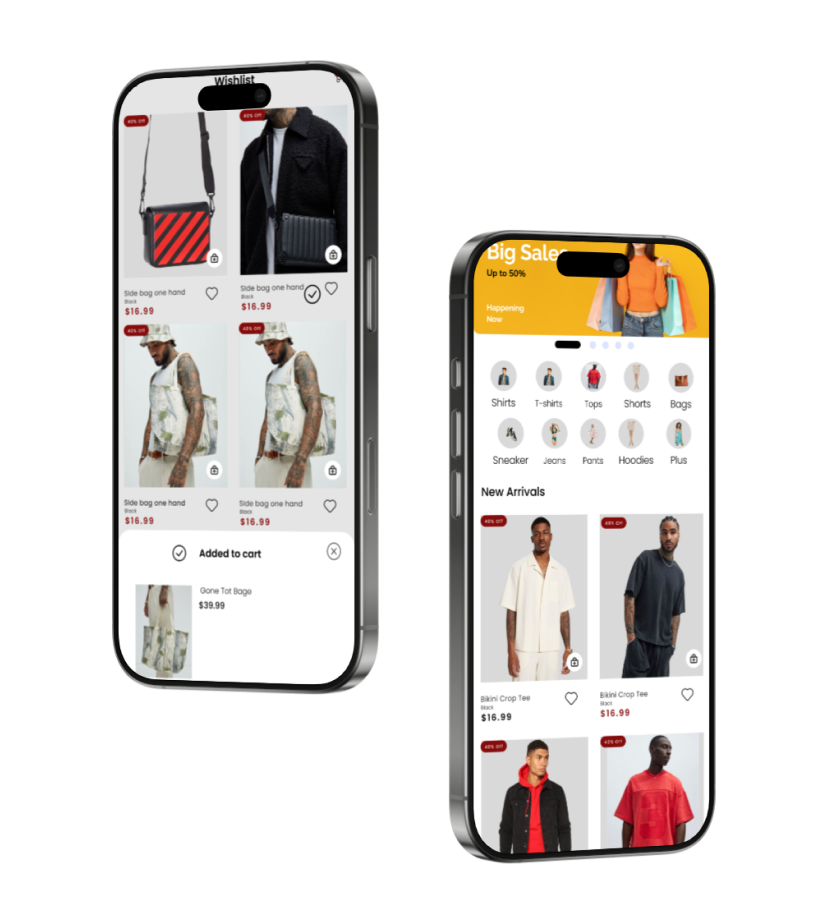 Wishlist
40% Off
40% Off
Side bag one hand
Black
$16.99
Side bag one hand
Black
$16.99
40% Off
40% Off
Side bog one hand
Black
$16.99
Side bog one hand
Black
$16.99
Added to cart
Gone Tot Bage
$39.99
Big Sales
Up to 50%
Happening
Now
Shirts
T-shirts
Tops
Shorts
Bags
Sneaker
Jeans
Pants
Hoodies
Plus
New Arrivals
40% Off
40% Off
Bikini Crop Tee
Black
$16.99
Bikini Crop Tee
Black
$16.99
40% Off
40% Off